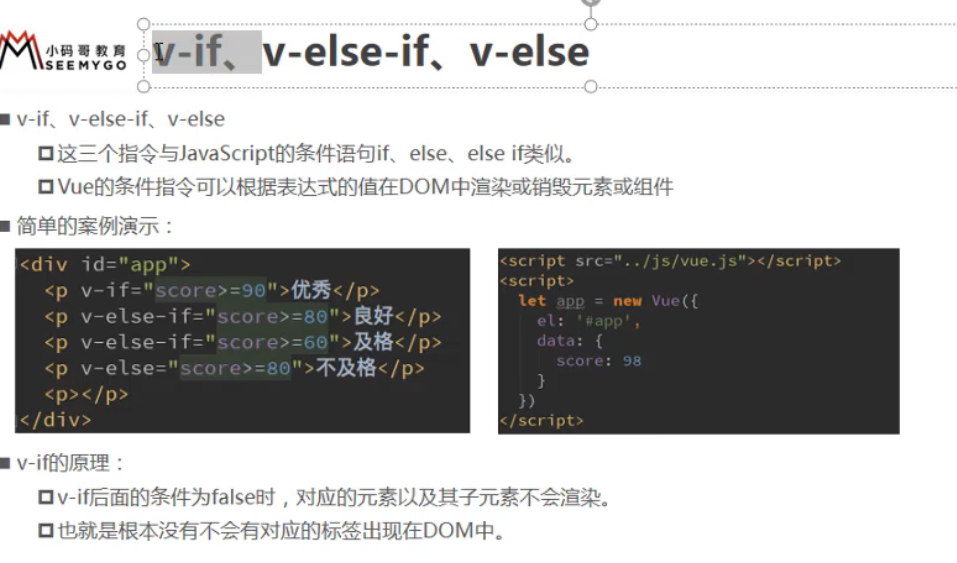 小码哥教育
SEEMYGO
v-if、v-else-if、v-else
v-if、v-else-if、v-else
这三个指令与JavaScript的条件语句if、else、else if类似。
Vue的条件指令可以根据表达式的值在DOM中渲染或销毁元素或组件
简单的案例演示：
<div id="app">
<p v-if="score>=90">优秀</p>
<p v-else-if="score>=80">良好</p>
<p v-else-if="score>=60">及格</p>
<p v-else="score>=80">不及格</p>
<p></p>
</div>
<script src="../js/vue.js"></script>
<script>
let app = new Vue({
el: '#app',
data: {
score: 98
}
})
</script>
v-if的原理：
v-if后面的条件为false时，对应的元素以及其子元素不会渲染。
也就是根本没有不会有对应的标签出现在DOM中。